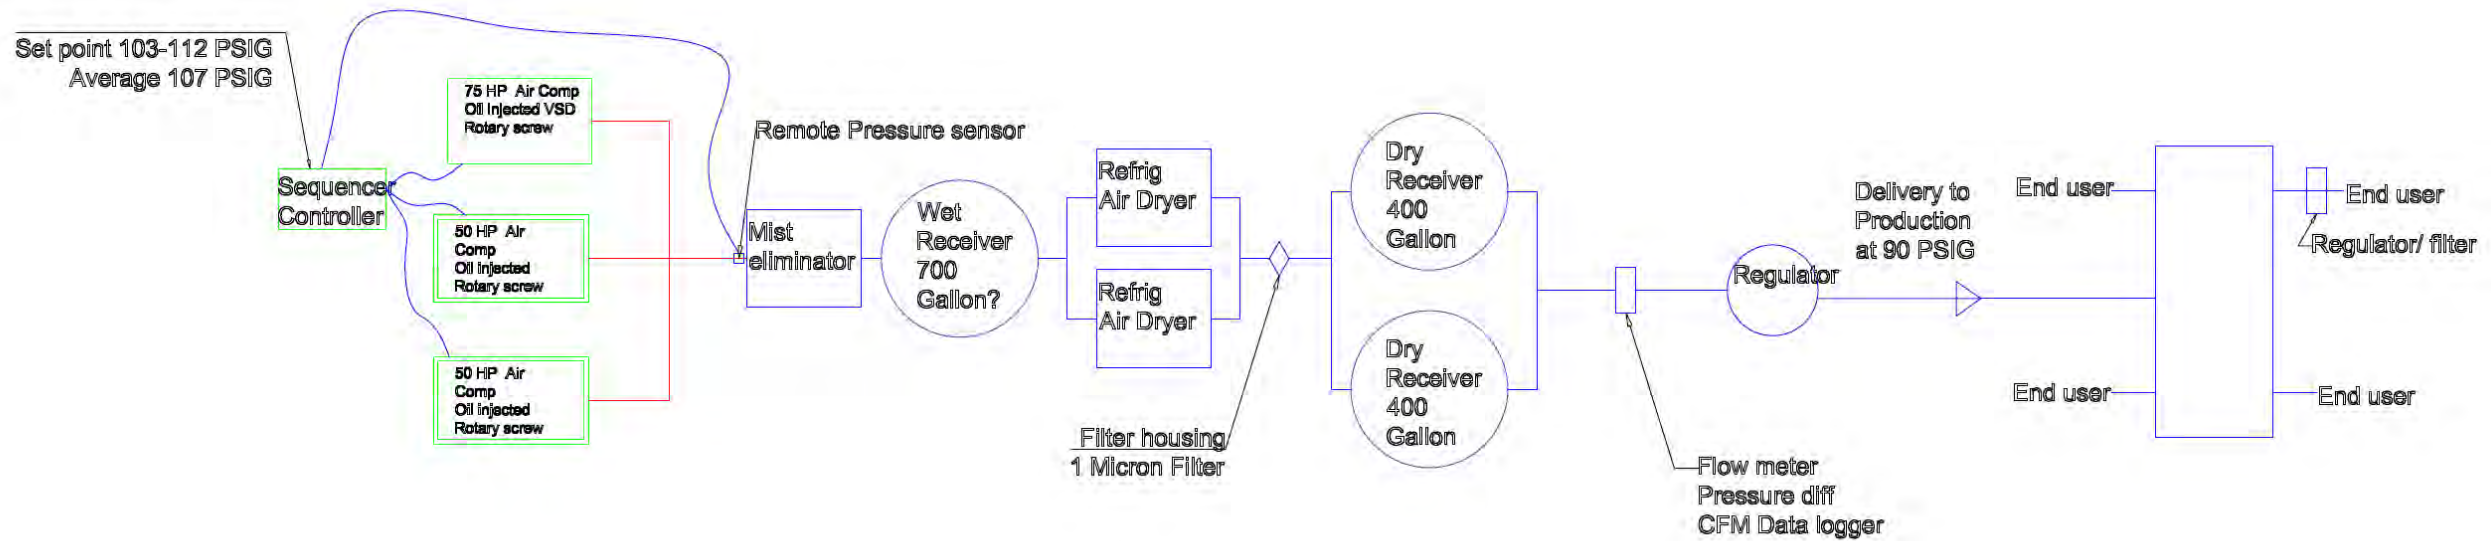 Set point 103-112 PSIG
Average 107 PSIG
Sequencer
Controller
75 HP Air Comp
Oil Injected VSD
Rotary screw
50 HP Air
Comp
Oil injected
Rotary screw
50 HP Air
Comp
Oil injected
Rotary screw
Remote Pressure sensor
Mist
eliminator
Wet
Receiver
700
Gallon?
Refrig
Air Dryer
Refrig
Air Dryer
Filter housing
1 Micron Filter
Dry
Receiver
400
Gallon
Dry
Receiver
400
Gallon
Flow meter
Pressure diff
CFM Data logger
Regulator
Delivery to
Production
at 90 PSIG
End user
End user
End user
Regulator/ filter
End user